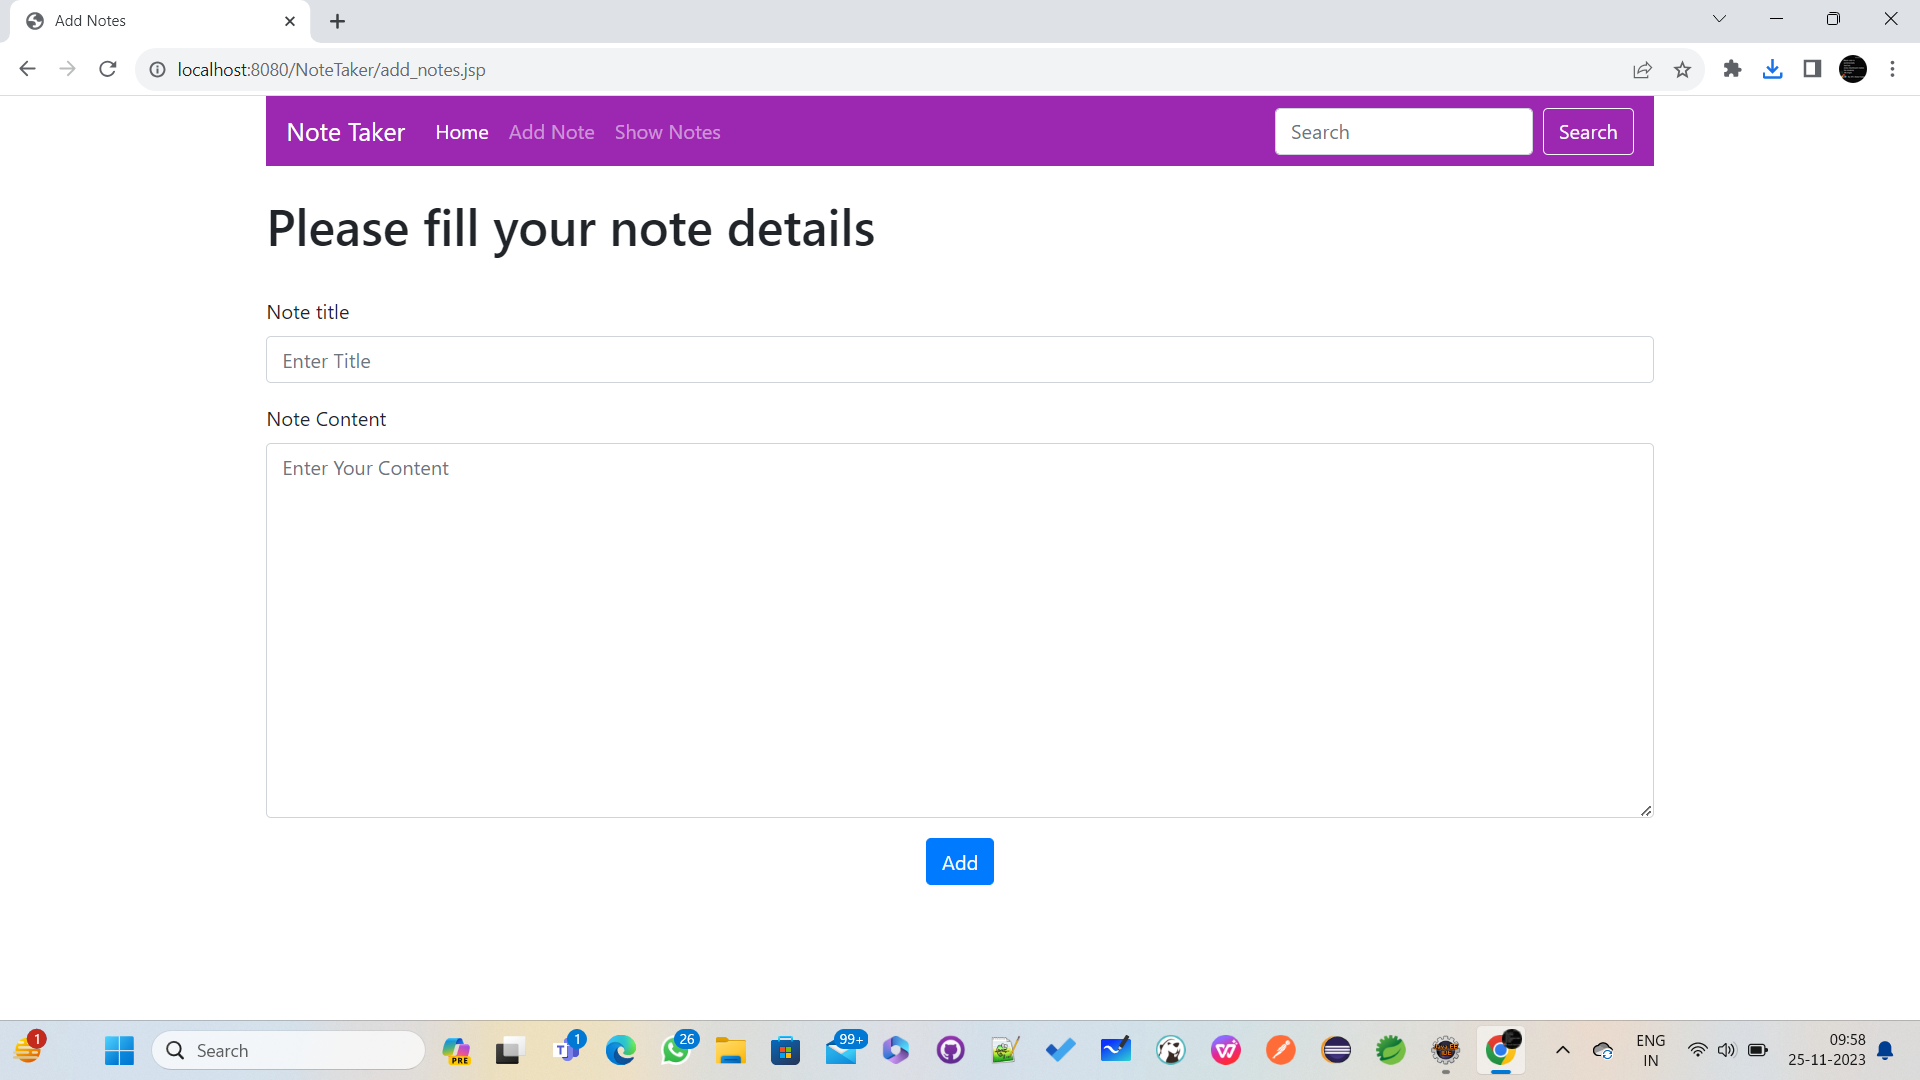 Add Notes
localhost:8080/NoteTaker/add_notes.jsp
Note Taker Home Add Note Show Notes Search Search
Please fill your note details
Note title
Enter Title
Note Content
Enter Your Content
Add
1 Search PRE T 1 26 99+ ENG 09:58
IN 25-11-2023